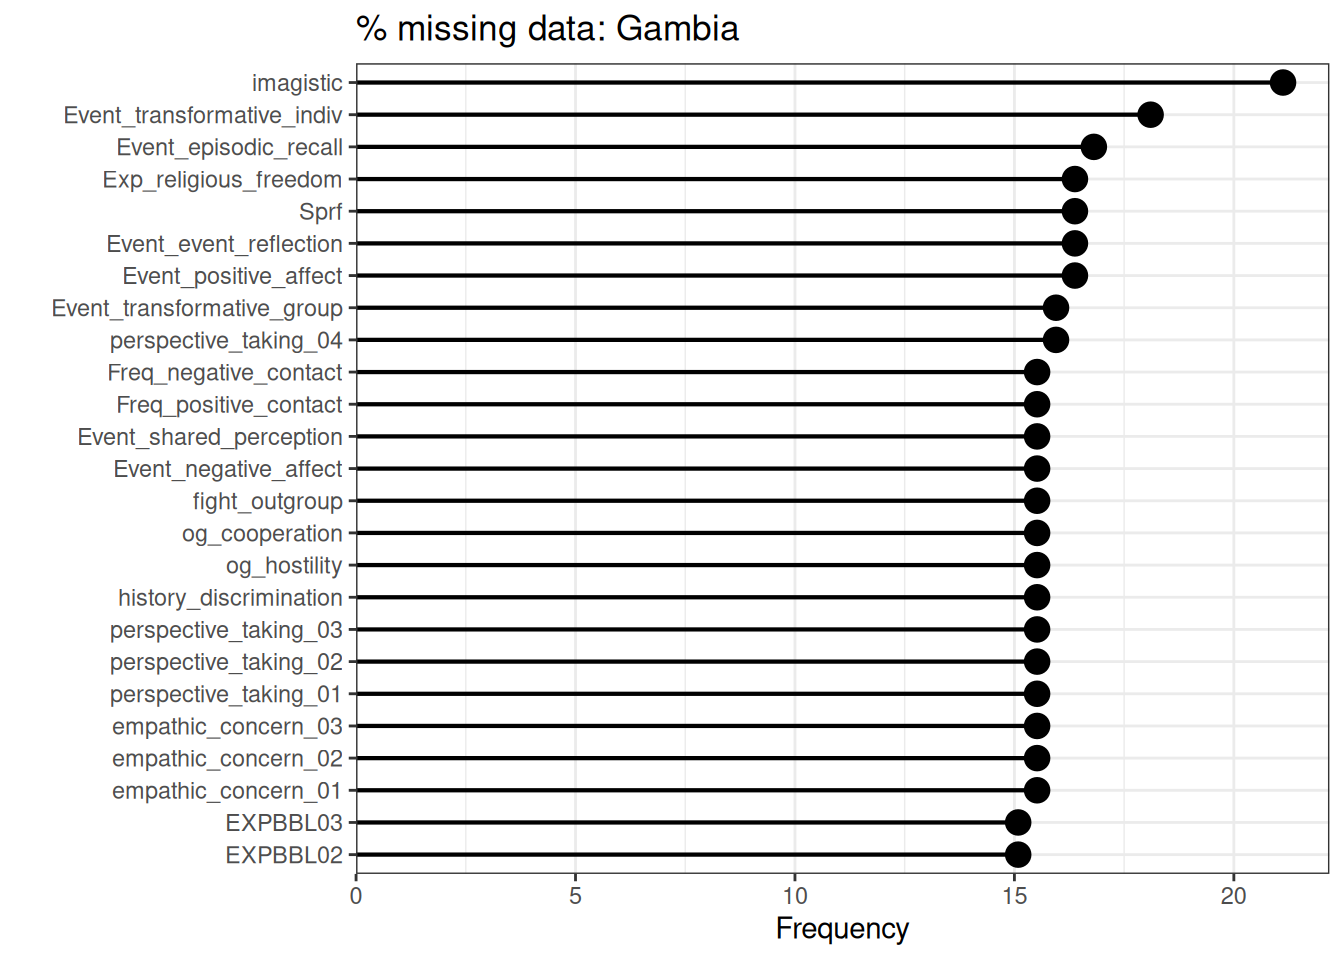 % missing data: Gambia
imagistic
Event_transformative_indiv
Event_episodic_recall
Exp_religious_freedom
Sprf
Event_event_reflection
Event_positive_affect
Event_transformative_group
perspective_taking_04
Freq_negative_contact
Freq_positive_contact
Event_shared_perception
Event_negative_affect
fight_outgroup
og_cooperation
og_hostility
history_discrimination
perspective_taking_03
perspective_taking_02
perspective_taking_01
empathic_concern_03
empathic_concern_02
empathic_concern_01
EXPBBL03
EXPBBL02
0 5 10 15 20
Frequency